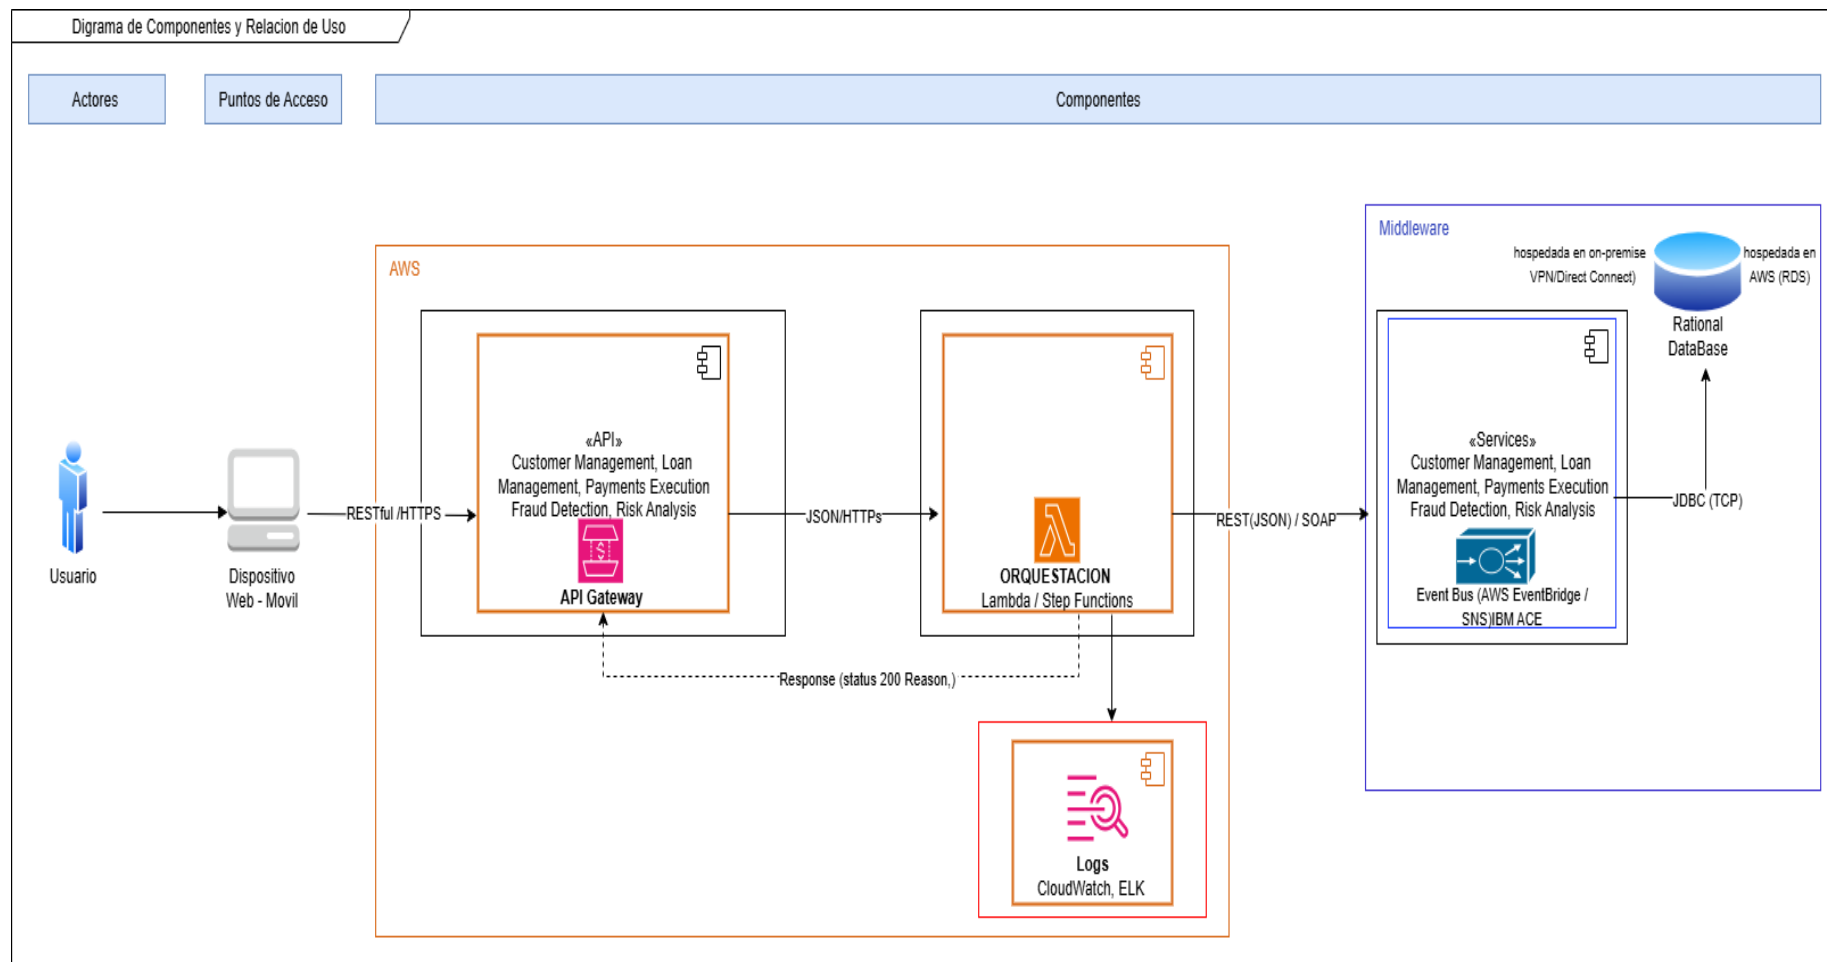 Digrama de Componentes y Relacion de Uso
Actores
Puntos de Acceso
Componentes
Usuario
Dispositivo
Web - Movil
RESTful /HTTPS
AWS
«API»
Customer Management, Loan
Management, Payments Execution
Fraud Detection, Risk Analysis
API Gateway
JSON/HTTPs
ORQUESTACION
Lambda / Step Functions
Response (status 200 Reason,)
Logs
CloudWatch, ELK
REST(JSON) / SOAP
Middleware
hospedada en on-premise
VPN/Direct Connect)
hospedada en
AWS (RDS)
Rational
DataBase
«Services»
Customer Management, Loan
Management, Payments Execution
Fraud Detection, Risk Analysis
Event Bus (AWS EventBridge /
SNS)IBM ACE
JDBC (TCP)